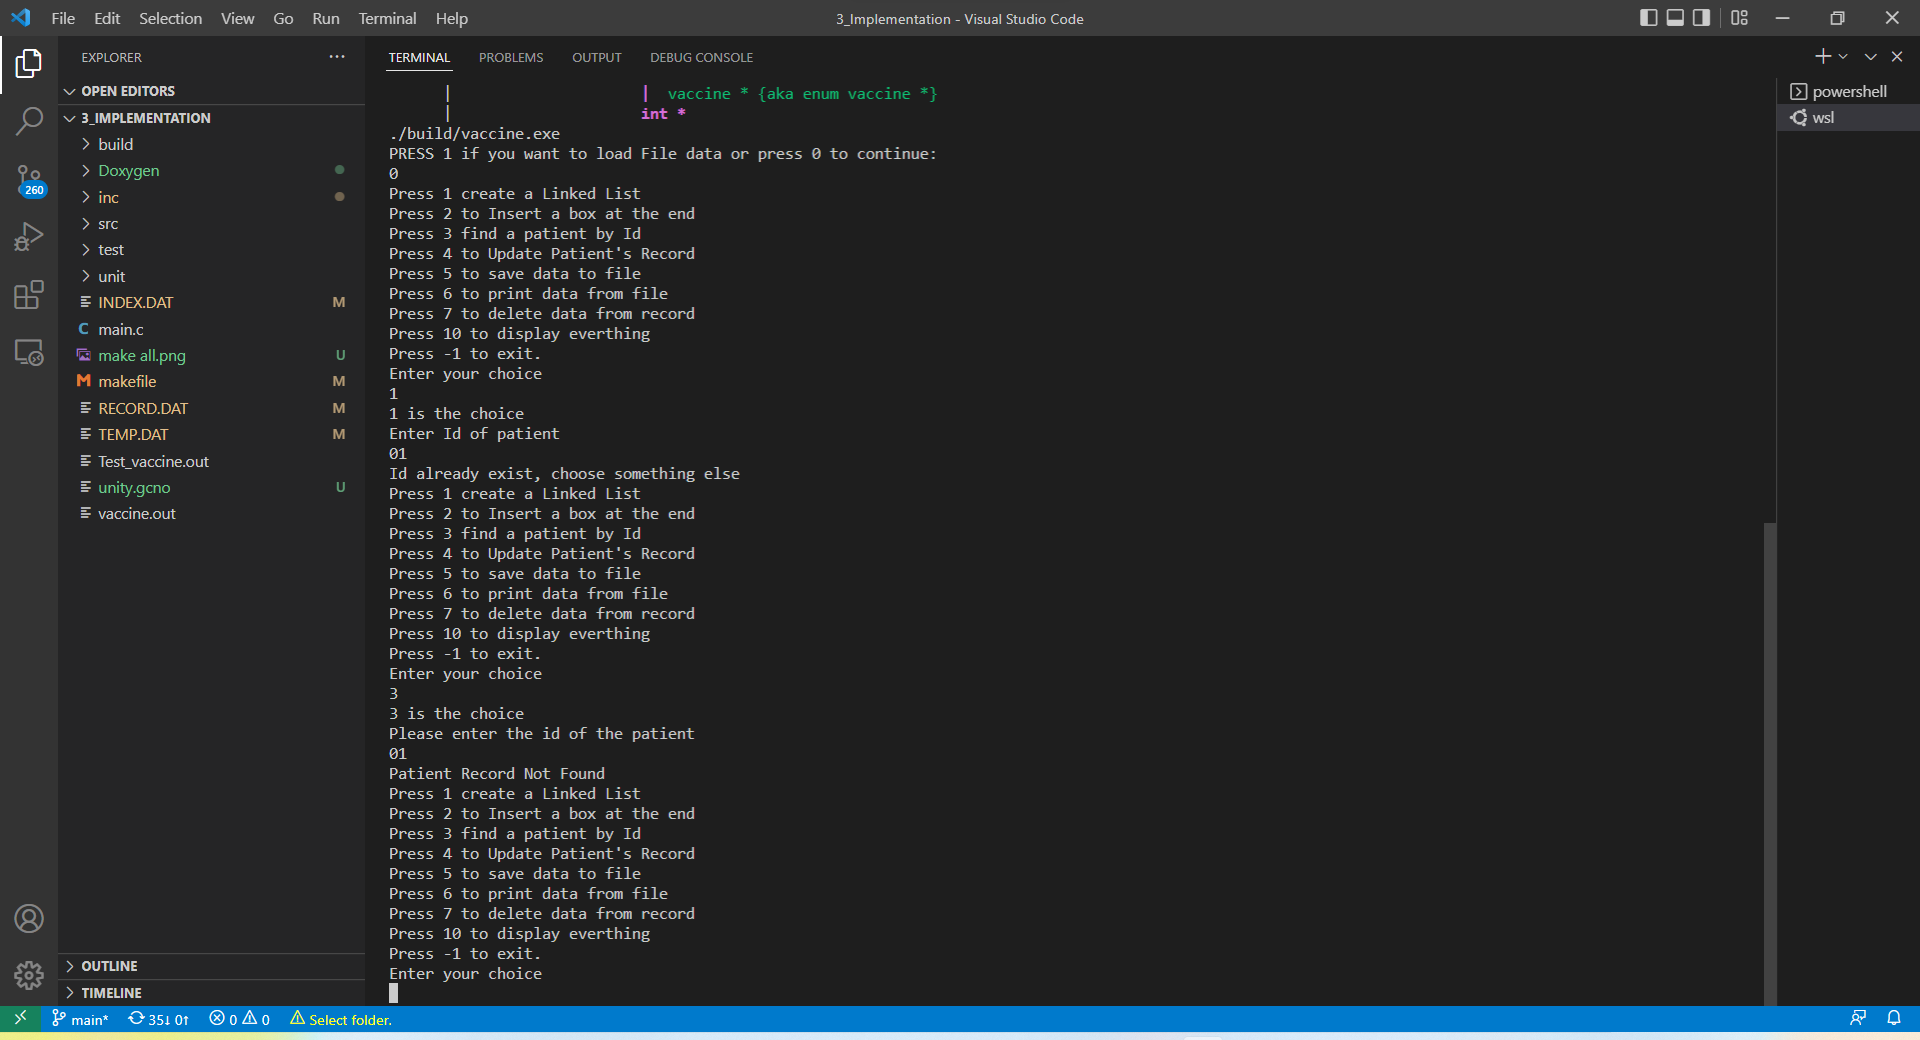 File Edit Selection View Go Run Terminal Help
3_Implementation - Visual Studio Code
EXPLORER
OPEN EDITORS
3_IMPLEMENTATION
build
Doxygen
inc
src
test
unit
INDEX.DAT M
C main.c
make all.png U
M makefile M
RECORD.DAT M
TEMP.DAT M
Test_vaccine.out
unity.gcno U
vaccine.out
OUTLINE
TIMELINE
260
TERMINAL PROBLEMS OUTPUT DEBUG CONSOLE
| | vaccine * {aka enum vaccine *}
| int *
./build/vaccine.exe
PRESS 1 if you want to load File data or press 0 to continue:
0
Press 1 create a Linked List
Press 2 to Insert a box at the end
Press 3 find a patient by Id
Press 4 to Update Patient's Record
Press 5 to save data to file
Press 6 to print data from file
Press 7 to delete data from record
Press 10 to display everthing
Press -1 to exit.
Enter your choice
1
1 is the choice
Enter Id of patient
01
Id already exist, choose something else
Press 1 create a Linked List
Press 2 to Insert a box at the end
Press 3 find a patient by Id
Press 4 to Update Patient's Record
Press 5 to save data to file
Press 6 to print data from file
Press 7 to delete data from record
Press 10 to display everthing
Press -1 to exit.
Enter your choice
3
3 is the choice
Please enter the id of the patient
01
Patient Record Not Found
Press 1 create a Linked List
Press 2 to Insert a box at the end
Press 3 find a patient by Id
Press 4 to Update Patient's Record
Press 5 to save data to file
Press 6 to print data from file
Press 7 to delete data from record
Press 10 to display everthing
Press -1 to exit.
Enter your choice
powershell
wsl
main* 35↓ 0↑ 0 0 Select folder.